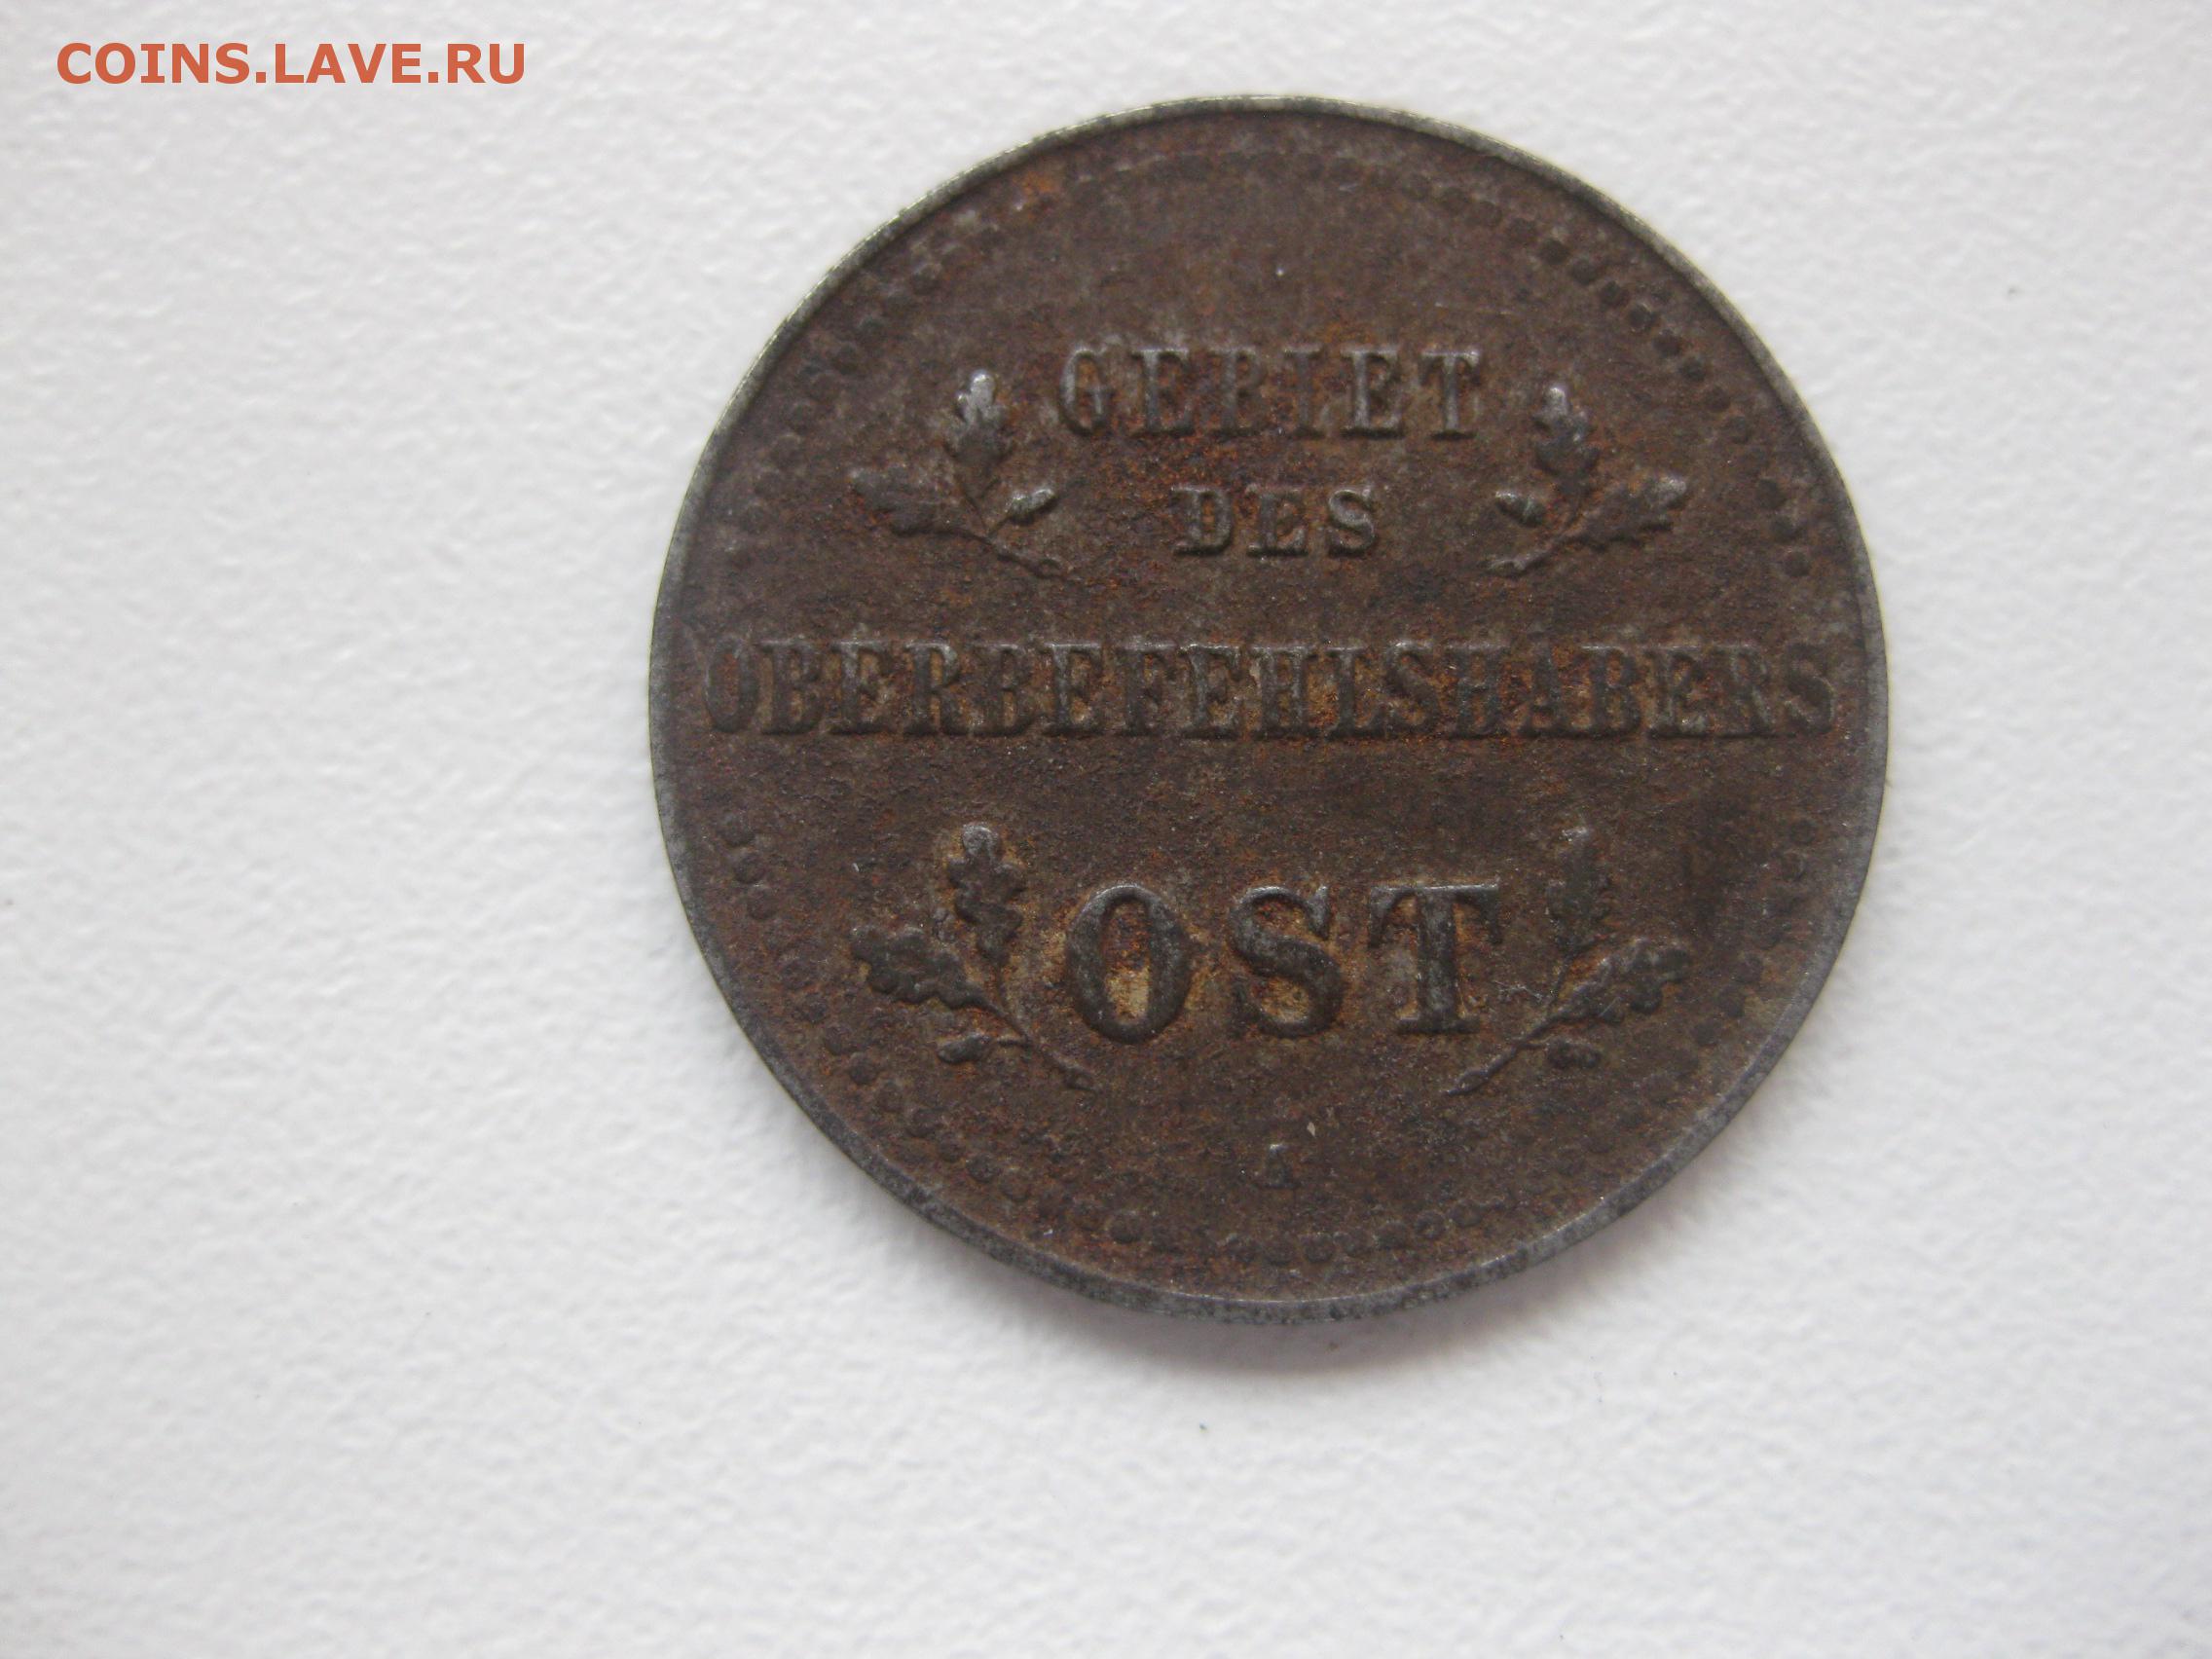 COINS.LAVE.RU
GEBIET
DES
OBERBEFEHLSHABERS
OST
A